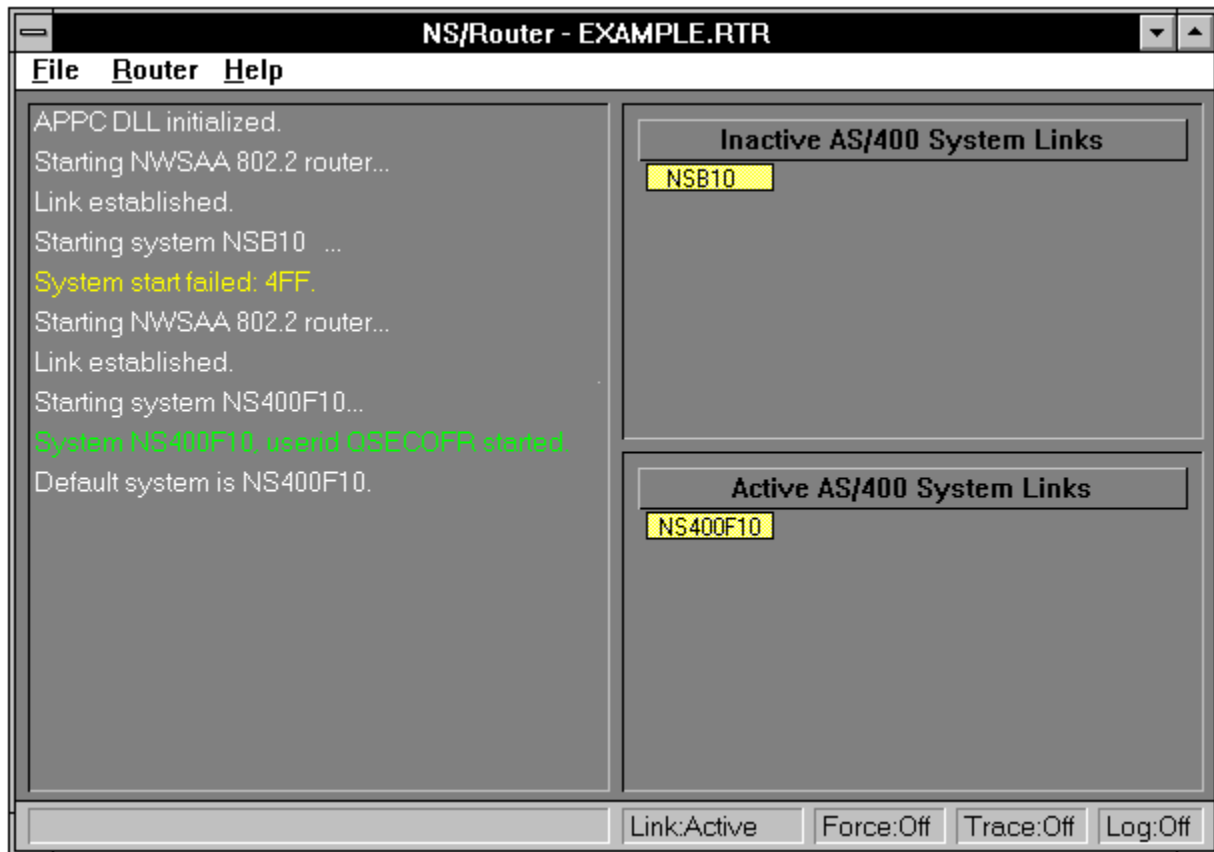 NS/Router - EXAMPLE.RTR
File Router Help
APPC DLL initialized.
Starting NWSAA 802.2 router...
Link established.
Starting system NSB10 ...
System start failed: 4FF.
Starting NWSAA 802.2 router...
Link established.
Starting system NS400F10...
System NS400F10, userid QSECOFR started.
Default system is NS400F10.
Inactive AS/400 System Links
NSB10
Active AS/400 System Links
NS400F10
Link:Active Force:Off Trace:Off Log:Off